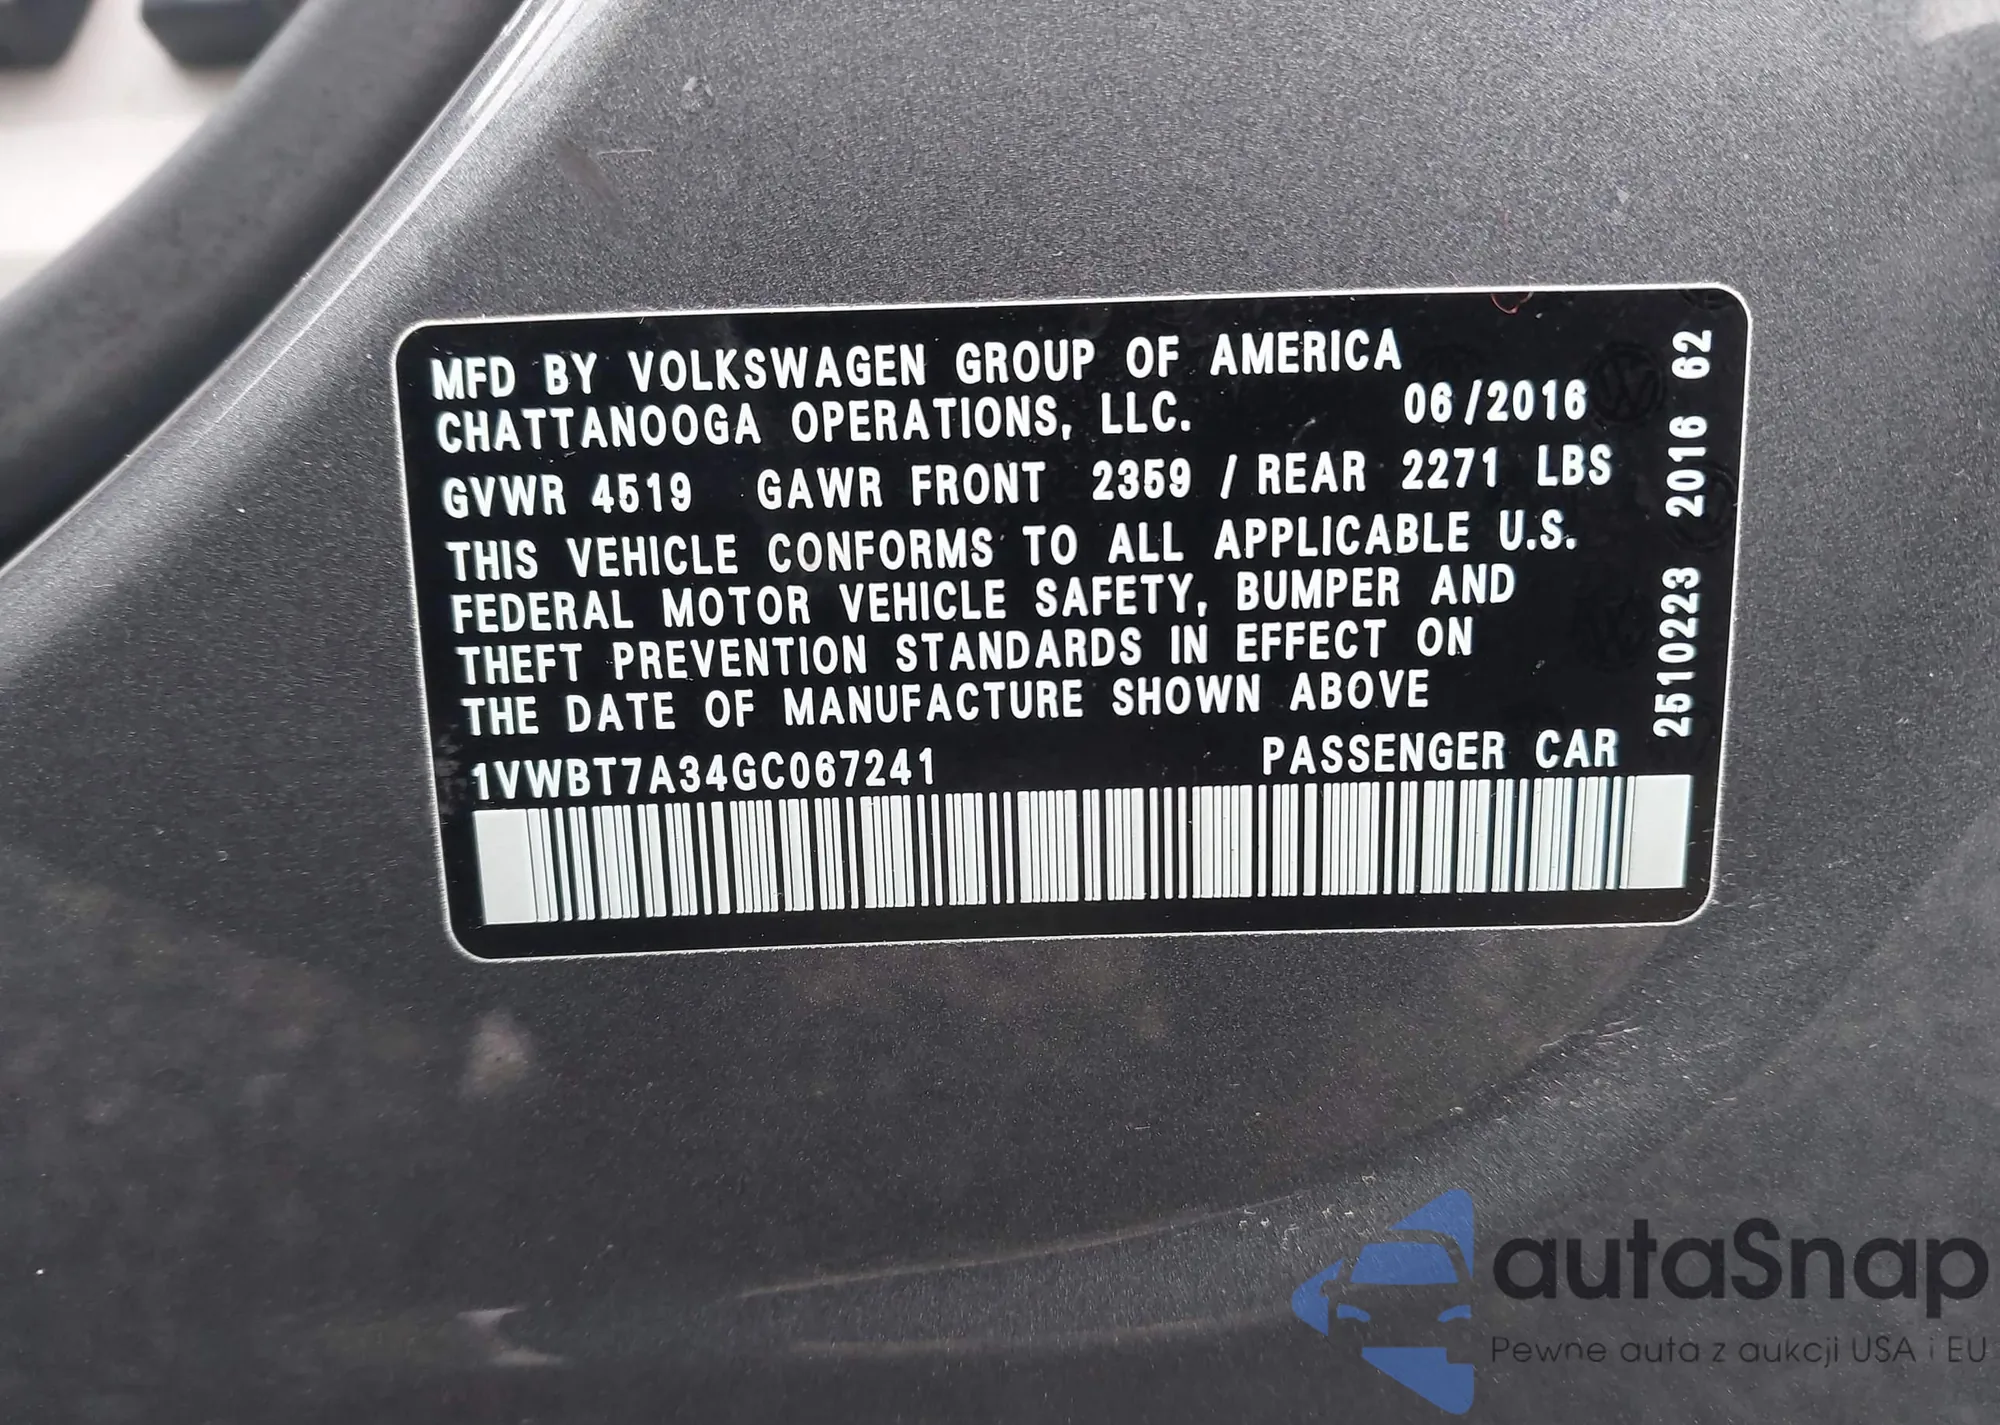 MFD BY VOLKSWAGEN GROUP OF AMERICA
CHATTANOOGA OPERATIONS, LLC. 06/2016
GVWR 4519 GAWR FRONT 2359 / REAR 2271 LBS
THIS VEHICLE CONFORMS TO ALL APPLICABLE U.S.
FEDERAL MOTOR VEHICLE SAFETY, BUMPER AND
THEFT PREVENTION STANDARDS IN EFFECT ON
THE DATE OF MANUFACTURE SHOWN ABOVE
1VWBT7A34GC067241 PASSENGER CAR
2510223 2016 62
autaSnap
Pewne auta z aukcji USA i EU